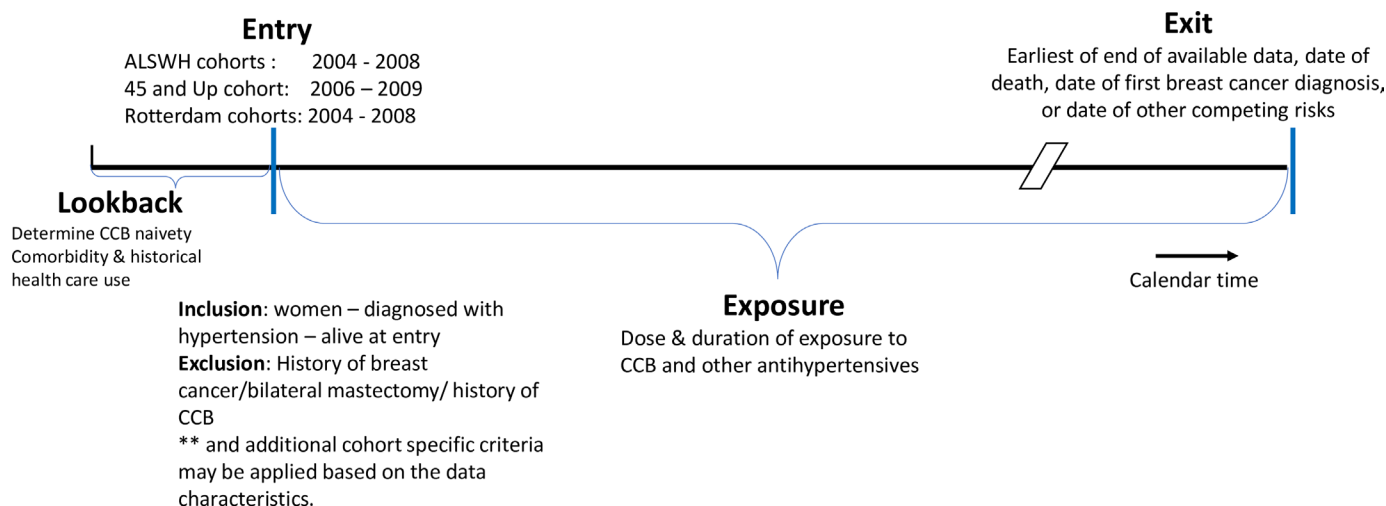 Entry
ALSWH cohorts : 2004 - 2008
45 and Up cohort: 2006 – 2009
Rotterdam cohorts: 2004 - 2008
Exit
Earliest of end of available data, date of
death, date of first breast cancer diagnosis,
or date of other competing risks
Lookback
Determine CCB naivety
Comorbidity & historical
health care use
Calendar time
Inclusion: women – diagnosed with
hypertension – alive at entry
Exclusion: History of breast
cancer/bilateral mastectomy/ history of
CCB
** and additional cohort specific criteria
may be applied based on the data
characteristics.
Exposure
Dose & duration of exposure to
CCB and other antihypertensives